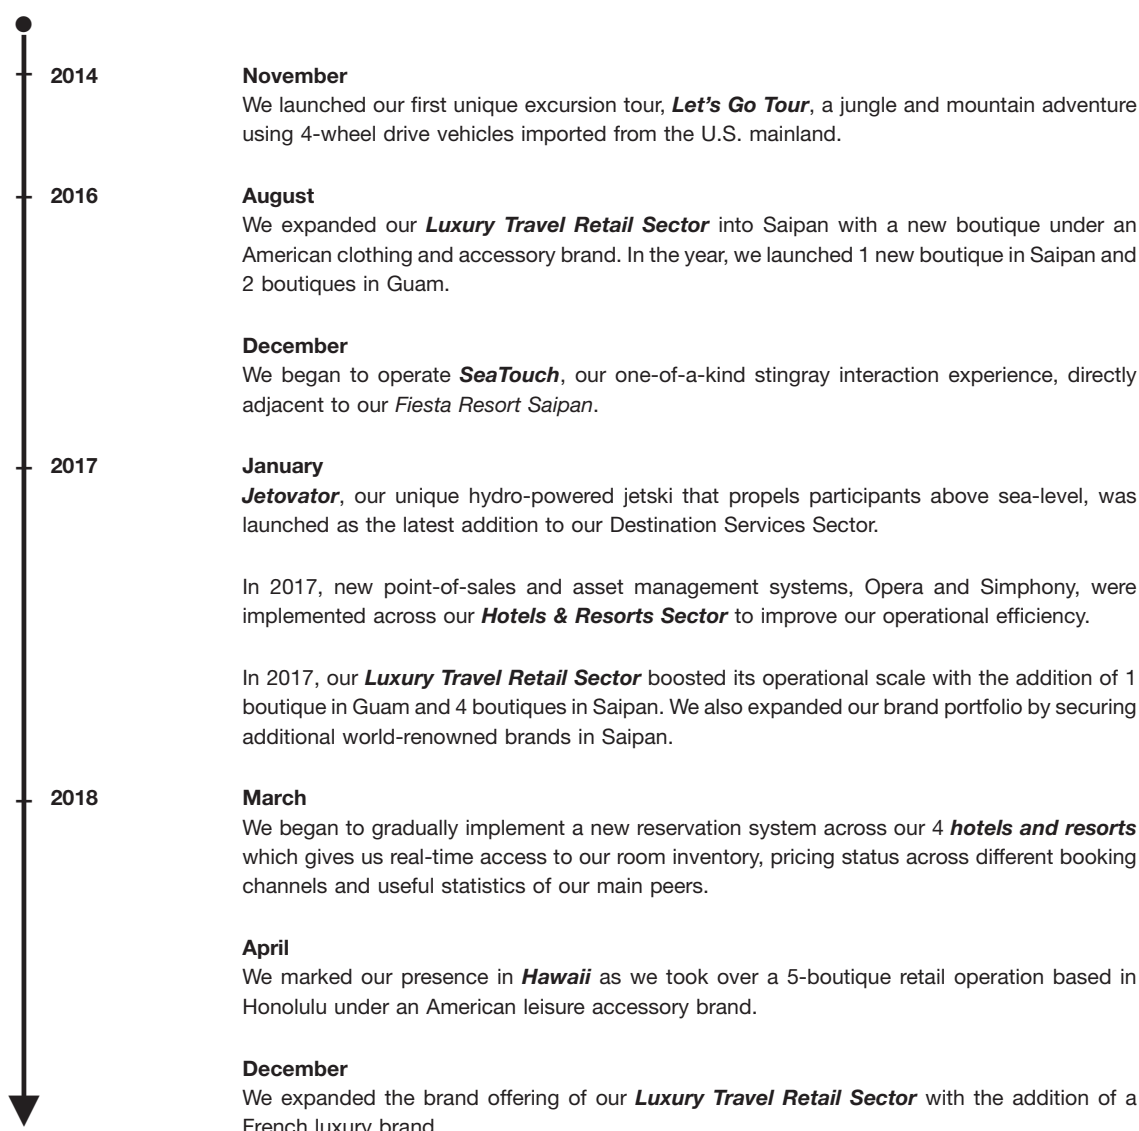 2014
November
We launched our first unique excursion tour, Let's Go Tour, a jungle and mountain adventure
using 4-wheel drive vehicles imported from the U.S. mainland.
2016
August
We expanded our Luxury Travel Retail Sector into Saipan with a new boutique under an
American clothing and accessory brand. In the year, we launched 1 new boutique in Saipan and
2 boutiques in Guam.
December
We began to operate SeaTouch, our one-of-a-kind stingray interaction experience, directly
adjacent to our Fiesta Resort Saipan.
2017
January
Jetovator, our unique hydro-powered jetski that propels participants above sea-level, was
launched as the latest addition to our Destination Services Sector.
In 2017, new point-of-sales and asset management systems, Opera and Simphony, were
implemented across our Hotels & Resorts Sector to improve our operational efficiency.
In 2017, our Luxury Travel Retail Sector boosted its operational scale with the addition of 1
boutique in Guam and 4 boutiques in Saipan. We also expanded our brand portfolio by securing
additional world-renowned brands in Saipan.
2018
March
We began to gradually implement a new reservation system across our 4 hotels and resorts
which gives us real-time access to our room inventory, pricing status across different booking
channels and useful statistics of our main peers.
April
We marked our presence in Hawaii as we took over a 5-boutique retail operation based in
Honolulu under an American leisure accessory brand.
December
We expanded the brand offering of our Luxury Travel Retail Sector with the addition of a
French luxury brand.